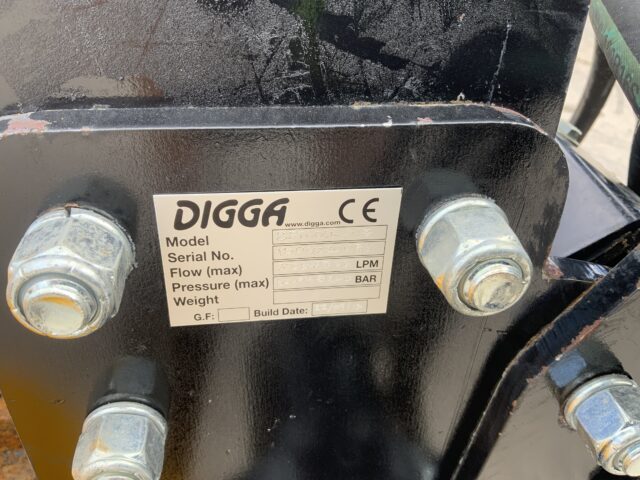 DIGGA CE
www.digga.com
Model
Serial No.
Flow (max) LPM
Pressure (max) BAR
Weight
G.F: Build Date: